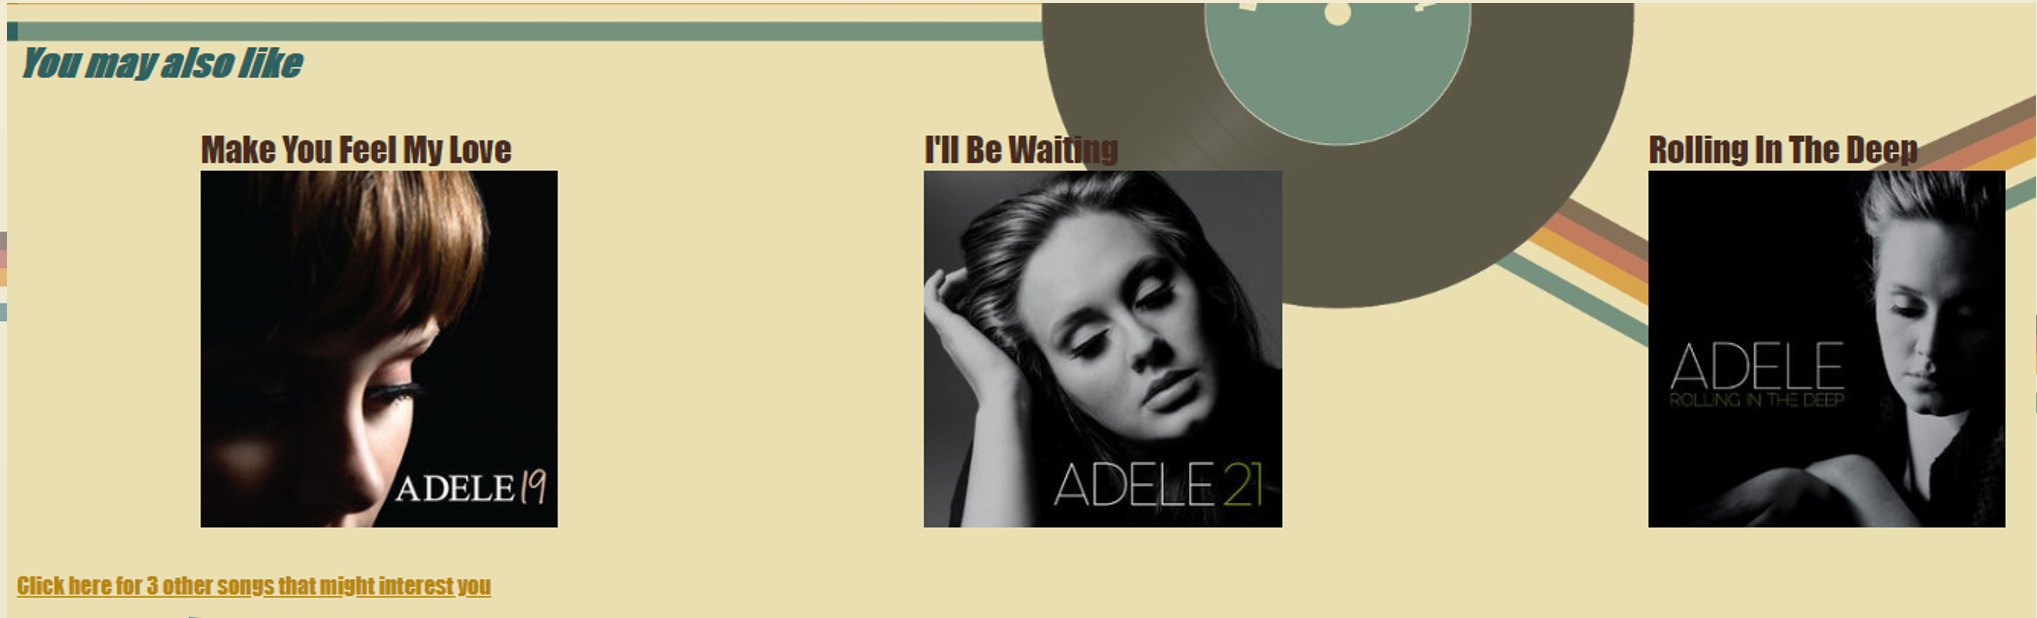 You may also like
Make You Feel My Love
I'll Be Waiting
Rolling In The Deep
ADELE 19
ADELE 21
ADELE
ROLLING IN THE DEEP
Click here for 3 other songs that might interest you